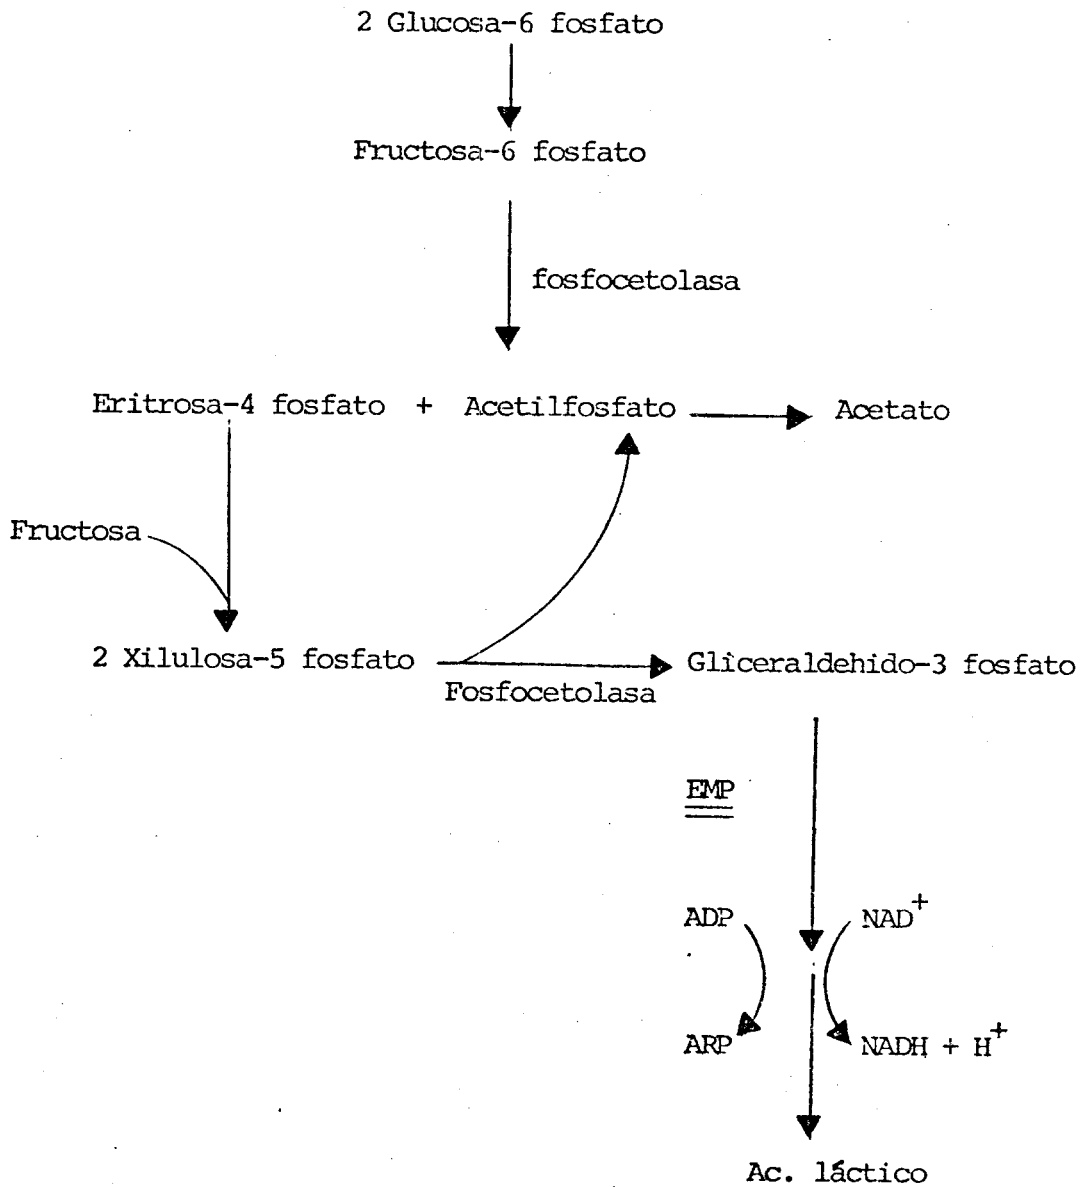 2 Glucosa-6 fosfato
Fructosa-6 fosfato
fosfocetolasa
Eritrosa-4 fosfato + Acetilfosfato Acetato
Fructosa
2 Xilulosa-5 fosfato Gliceraldehido-3 fosfato
Fosfocetolasa
EMP
ADP NAD+
ARP NADH + H+
Ac. láctico